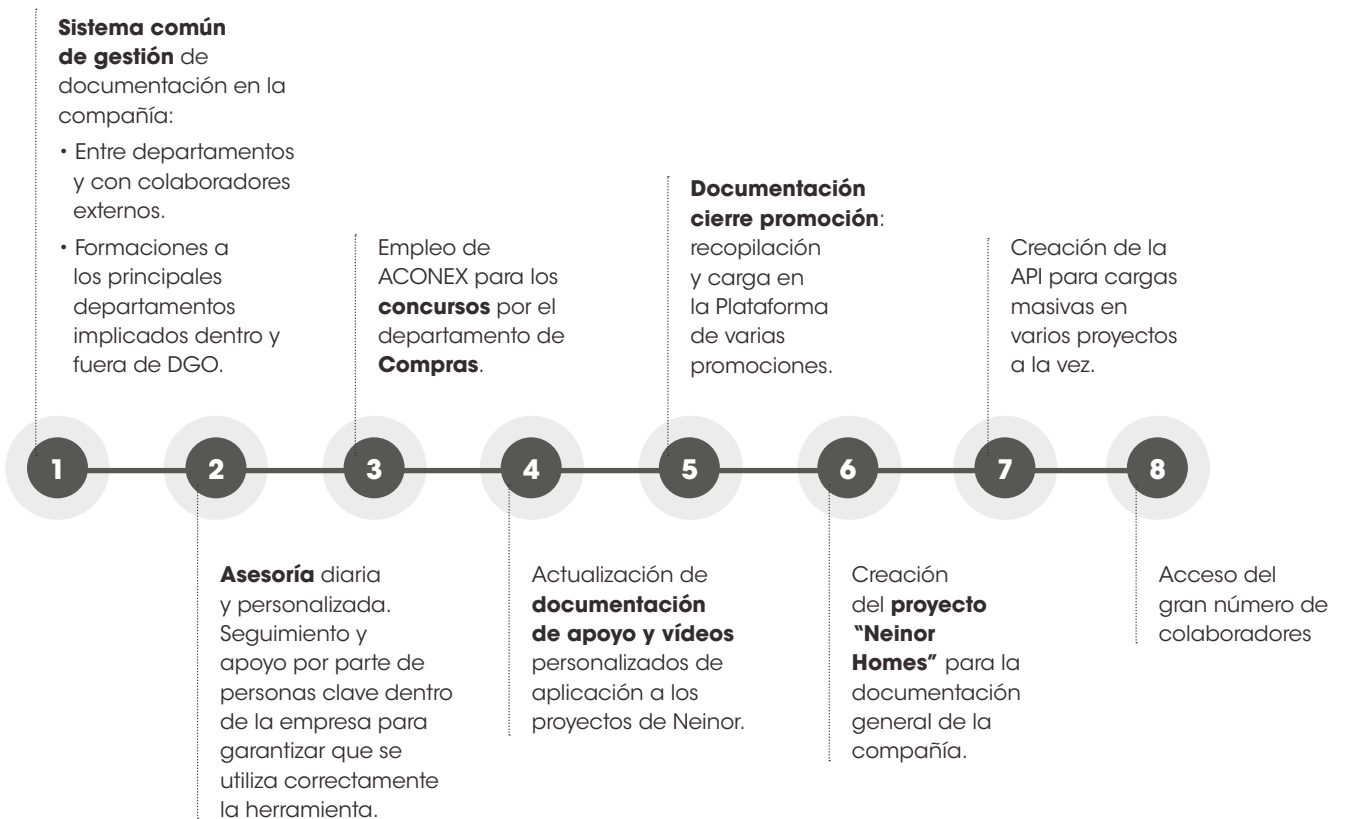 Sistema común
de gestión de
documentación en la
compañía:
• Entre departamentos
y con colaboradores
externos.
• Formaciones a
los principales
departamentos
implicados dentro y
fuera de DGO.
Empleo de
ACONEX para los
concursos por el
departamento de
Compras.
Documentación
cierre promoción:
recopilación
y carga en
la Plataforma
de varias
promociones.
Creación de la
API para cargas
masivas en
varios proyectos
a la vez.
1 2 3 4 5 6 7 8
Asesoría diaria
y personalizada.
Seguimiento y
apoyo por parte de
personas clave dentro
de la empresa para
garantizar que se
utiliza correctamente
la herramienta.
Actualización de
documentación
de apoyo y vídeos
personalizados de
aplicación a los
proyectos de Neinor.
Creación
del proyecto
“Neinor
Homes” para la
documentación
general de la
compañía.
Acceso del
gran número de
colaboradores